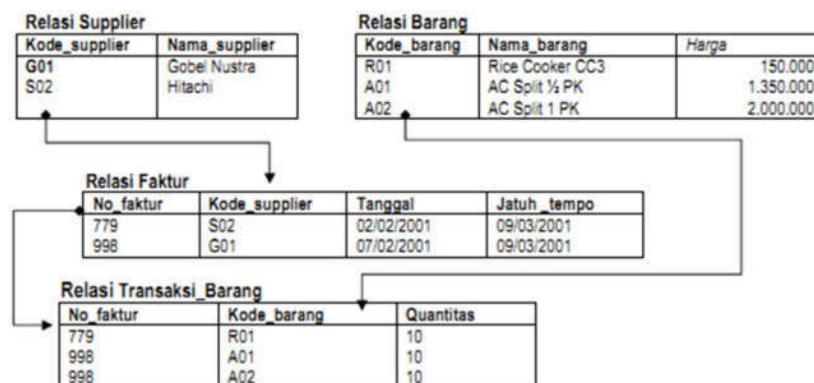 Relasi Supplier
Kode_supplier Nama_supplier
G01 Gobel Nustra
S02 Hitachi
Relasi Barang
Kode_barang Nama_barang Harga
R01 Rice Cooker CC3 150.000
A01 AC Split ½ PK 1.350.000
A02 AC Split 1 PK 2.000.000
Relasi Faktur
No_faktur Kode_supplier Tanggal Jatuh_tempo
779 S02 02/02/2001 09/03/2001
998 G01 07/02/2001 09/03/2001
Relasi Transaksi_Barang
No_faktur Kode_barang Quantitas
779 R01 10
998 A01 10
998 A02 10